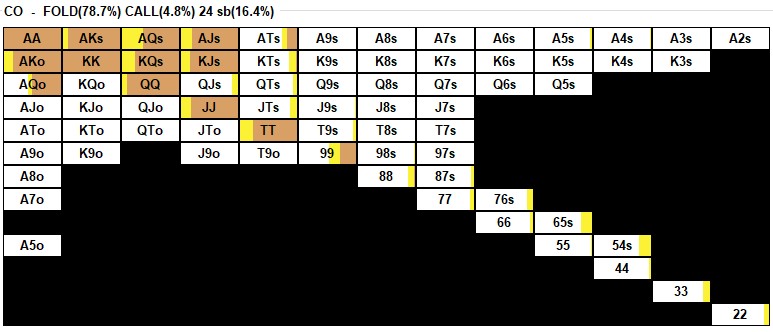 CO - FOLD(78.7%) CALL(4.8%) 24 sb(16.4%)
AA AKs AQs AJs ATs A9s A8s A7s A6s A5s A4s A3s A2s
AKo KK KQs KJs KTs K9s K8s K7s K6s K5s K4s K3s
AQo KQo QQ QJs QTs Q9s Q8s Q7s Q6s Q5s
AJo KJo QJo JJ JTs J9s J8s J7s
ATo KTo QTo JTo TT T9s T8s T7s
A9o K9o J9o T9o 99 98s 97s
A8o 88 87s
A7o 77 76s
66 65s
A5o 55 54s
44
33
22